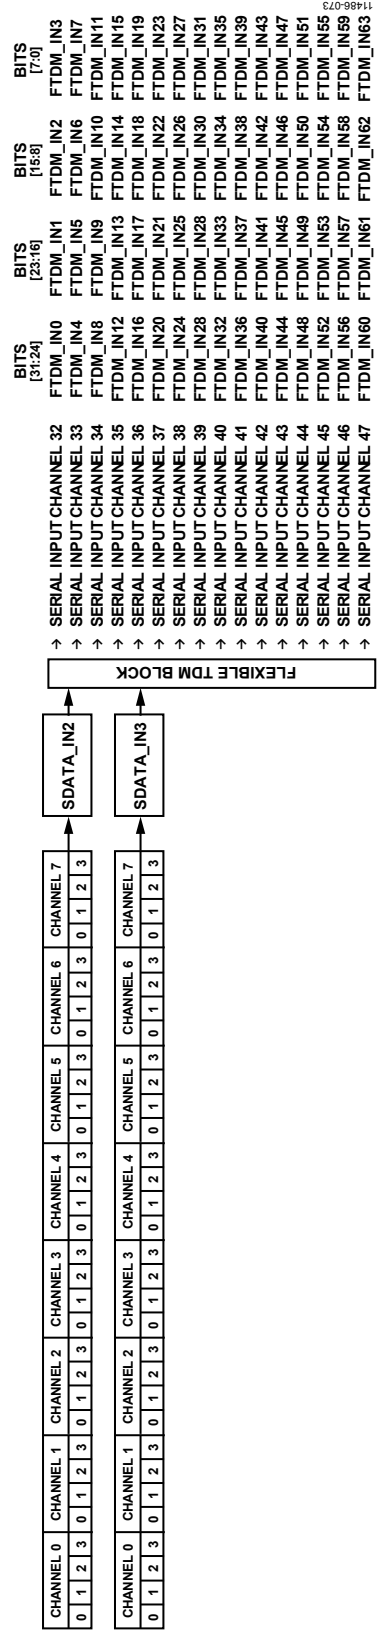 BITS [31:24] BITS [23:16] BITS [15:8] BITS [7:0]
CHANNEL 0 CHANNEL 1 CHANNEL 2 CHANNEL 3 CHANNEL 4 CHANNEL 5 CHANNEL 6 CHANNEL 7
0 1 2 3 0 1 2 3 0 1 2 3 0 1 2 3 0 1 2 3 0 1 2 3 0 1 2 3 0 1 2 3
SDATA_IN2
CHANNEL 0 CHANNEL 1 CHANNEL 2 CHANNEL 3 CHANNEL 4 CHANNEL 5 CHANNEL 6 CHANNEL 7
0 1 2 3 0 1 2 3 0 1 2 3 0 1 2 3 0 1 2 3 0 1 2 3 0 1 2 3 0 1 2 3
SDATA_IN3
FLEXIBLE TDM BLOCK
→ SERIAL INPUT CHANNEL 32 FTDM_IN0 FTDM_IN1 FTDM_IN2 FTDM_IN3
→ SERIAL INPUT CHANNEL 33 FTDM_IN4 FTDM_IN5 FTDM_IN6 FTDM_IN7
→ SERIAL INPUT CHANNEL 34 FTDM_IN8 FTDM_IN9 FTDM_IN10 FTDM_IN11
→ SERIAL INPUT CHANNEL 35 FTDM_IN12 FTDM_IN13 FTDM_IN14 FTDM_IN15
→ SERIAL INPUT CHANNEL 36 FTDM_IN16 FTDM_IN17 FTDM_IN18 FTDM_IN19
→ SERIAL INPUT CHANNEL 37 FTDM_IN20 FTDM_IN21 FTDM_IN22 FTDM_IN23
→ SERIAL INPUT CHANNEL 38 FTDM_IN24 FTDM_IN25 FTDM_IN26 FTDM_IN27
→ SERIAL INPUT CHANNEL 39 FTDM_IN28 FTDM_IN28 FTDM_IN30 FTDM_IN31
→ SERIAL INPUT CHANNEL 40 FTDM_IN32 FTDM_IN33 FTDM_IN34 FTDM_IN35
→ SERIAL INPUT CHANNEL 41 FTDM_IN36 FTDM_IN37 FTDM_IN38 FTDM_IN39
→ SERIAL INPUT CHANNEL 42 FTDM_IN40 FTDM_IN41 FTDM_IN42 FTDM_IN43
→ SERIAL INPUT CHANNEL 43 FTDM_IN44 FTDM_IN45 FTDM_IN46 FTDM_IN47
→ SERIAL INPUT CHANNEL 44 FTDM_IN48 FTDM_IN49 FTDM_IN50 FTDM_IN51
→ SERIAL INPUT CHANNEL 45 FTDM_IN52 FTDM_IN53 FTDM_IN54 FTDM_IN55
→ SERIAL INPUT CHANNEL 46 FTDM_IN56 FTDM_IN57 FTDM_IN58 FTDM_IN59
→ SERIAL INPUT CHANNEL 47 FTDM_IN60 FTDM_IN61 FTDM_IN62 FTDM_IN63
11486-073